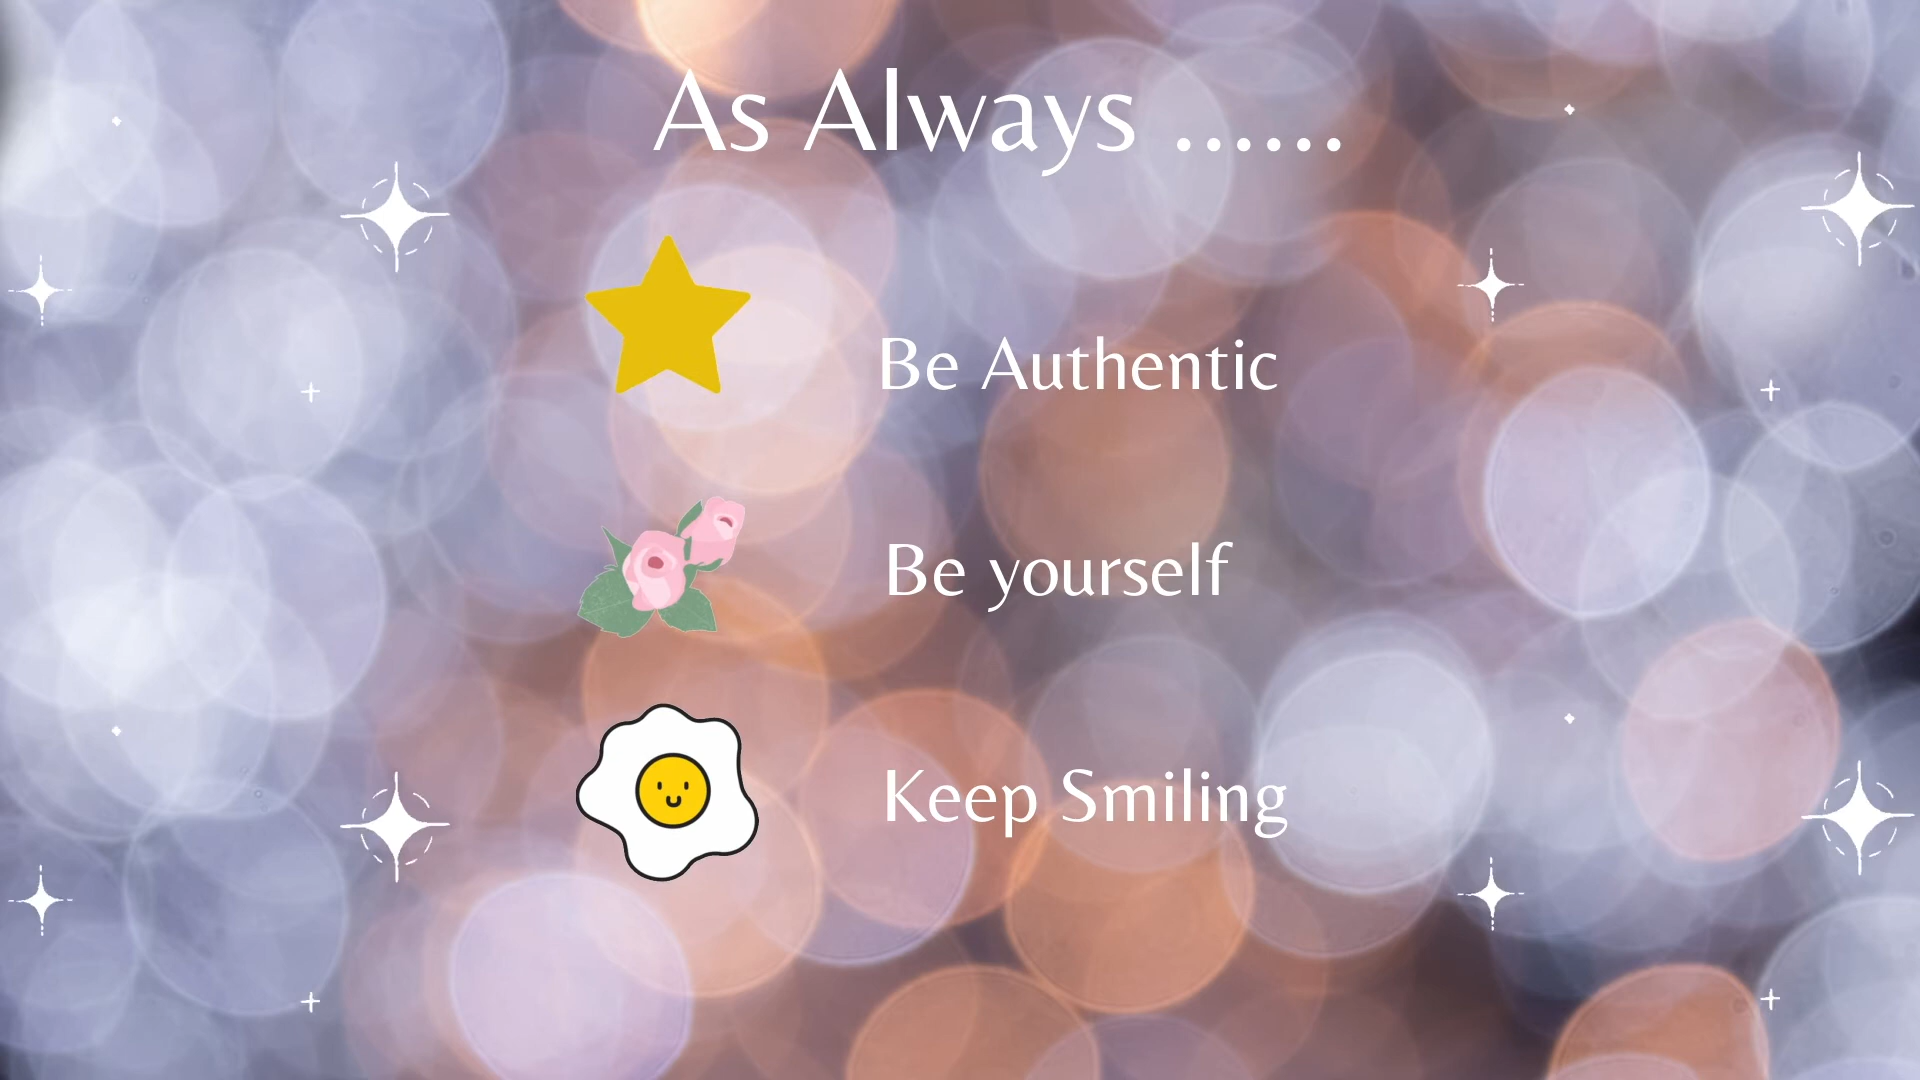 As Always ......
Be Authentic
Be yourself
Keep Smiling